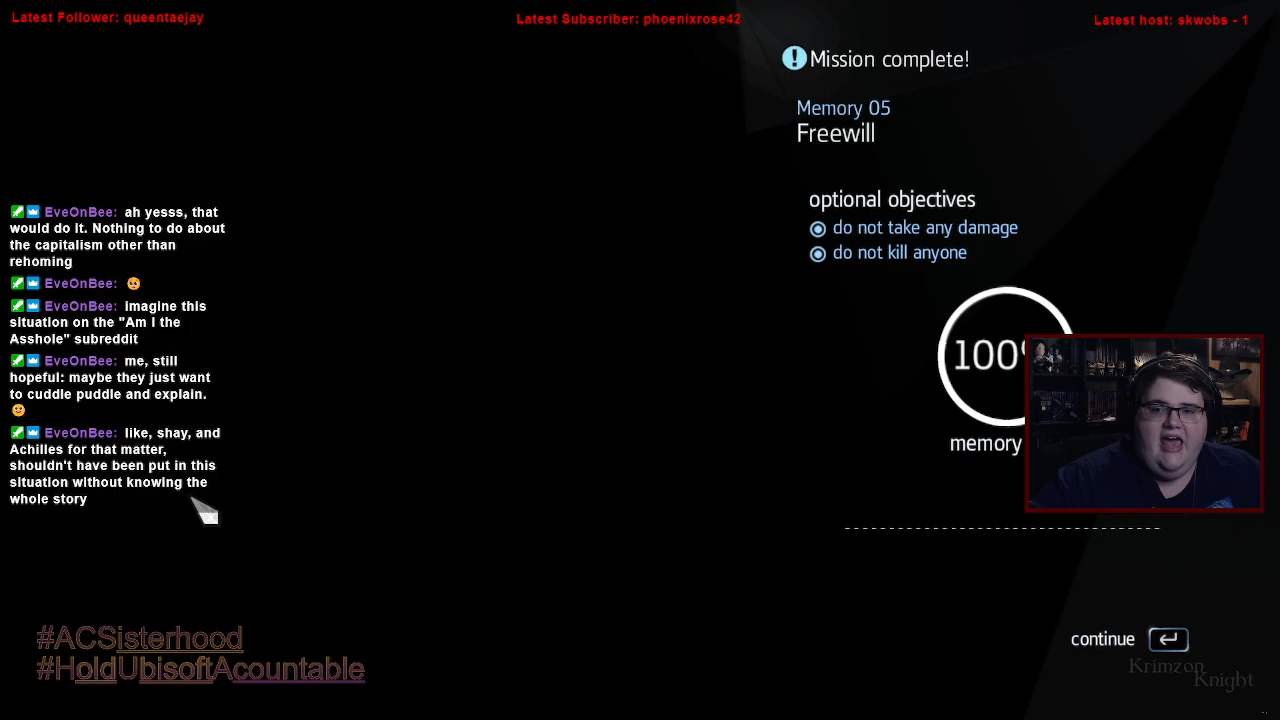 Latest Follower: queentaejay
Latest Subscriber: phoenixrose42
Latest host: skwobs - 1
Mission complete!
Memory 05
Freewill
optional objectives
do not take any damage
do not kill anyone
100%
memory
EveOnBee: ah yesss, that
would do it. Nothing to do about
the capitalism other than
rehoming
EveOnBee:
EveOnBee: imagine this
situation on the "Am I the
Asshole" subreddit
EveOnBee: me, still
hopeful: maybe they just want
to cuddle puddle and explain.
EveOnBee: like, shay, and
Achilles for that matter,
shouldn't have been put in this
situation without knowing the
whole story
#ACSisterhood
#HoldUbisoftAcountable
continue
Krimzon
Knight